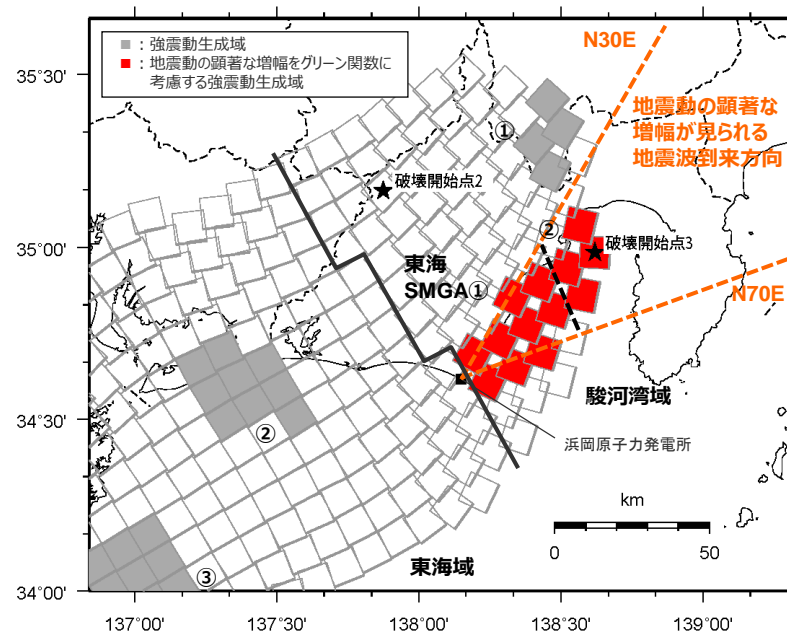 ：強震動生成域
：地震動の顕著な増幅をグリーン関数に
考慮する強震動生成域
N30E
地震動の顕著な
増幅が見られる
地震波到来方向
①
破壊開始点2
②
破壊開始点3
東海
SMGA①
N70E
駿河湾域
浜岡原子力発電所
②
③
東海域
km
0
50
35°30'
35°00'
34°30'
34°00'
137°00'
137°30'
138°00'
138°30'
139°00'